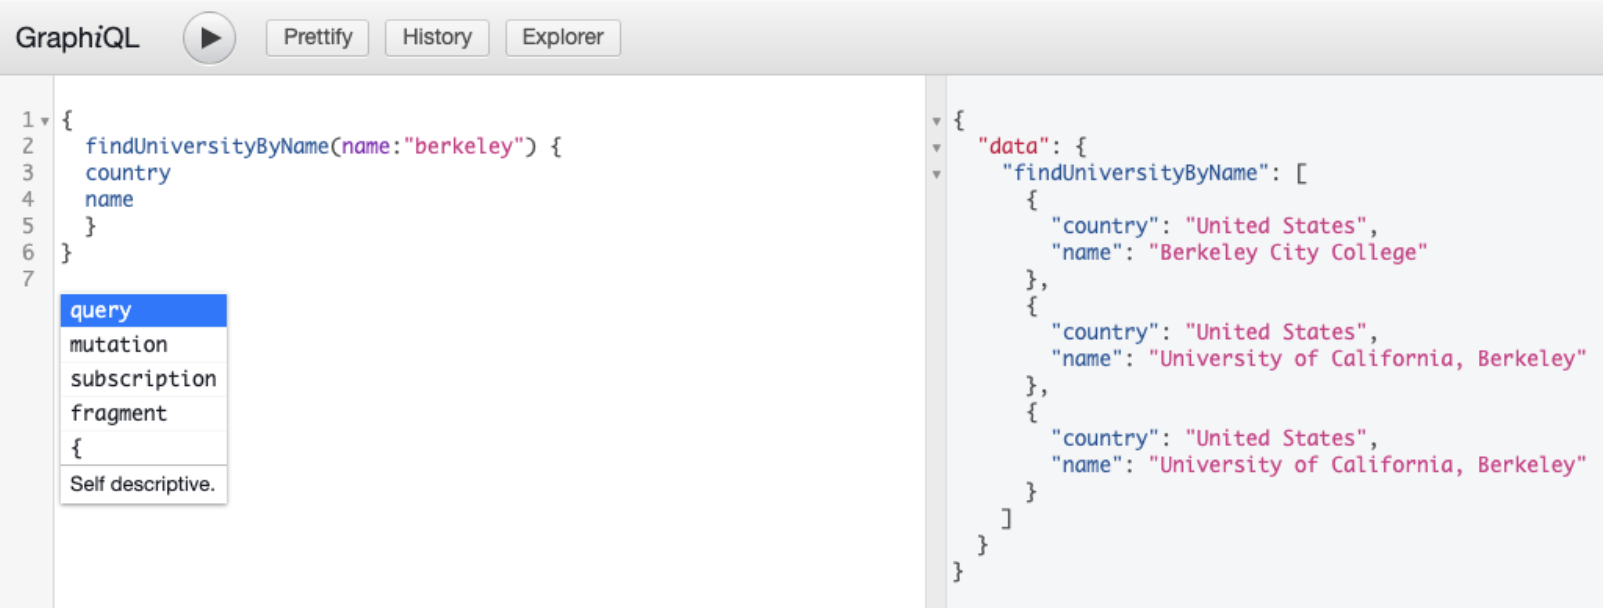 GraphiQL Prettify History Explorer
1 {
2 findUniversityByName(name:"berkeley") {
3 country
4 name
5 }
6 }
7
query
mutation
subscription
fragment
{
Self descriptive.
{
"data": {
"findUniversityByName": [
{
"country": "United States",
"name": "Berkeley City College"
},
{
"country": "United States",
"name": "University of California, Berkeley"
},
{
"country": "United States",
"name": "University of California, Berkeley"
}
]
}
}